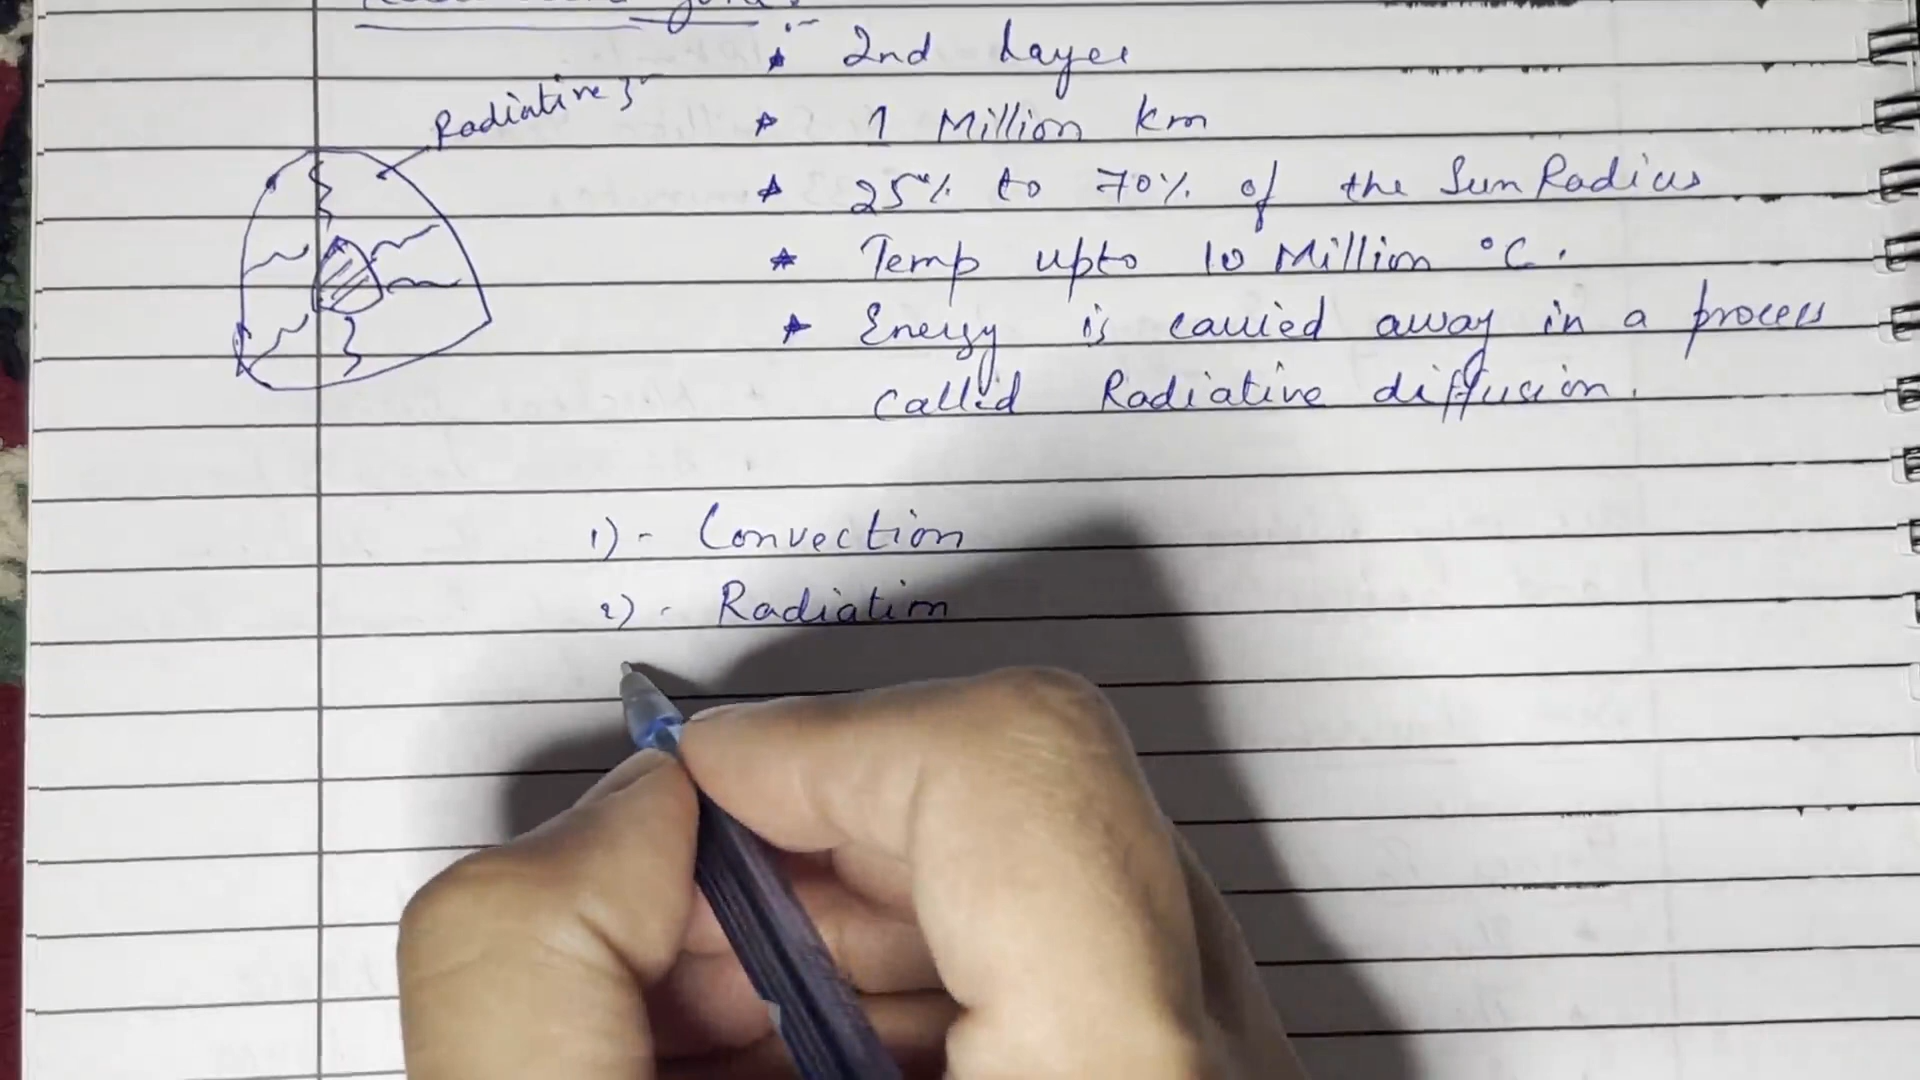 2nd Layer
Radiative z
1 Million km
25% to 70% of the Sun Radius
Temp upto 10 Million °C.
Energy is carried away in a process
called Radiative diffusion.
1) - Convection
2) - Radiation